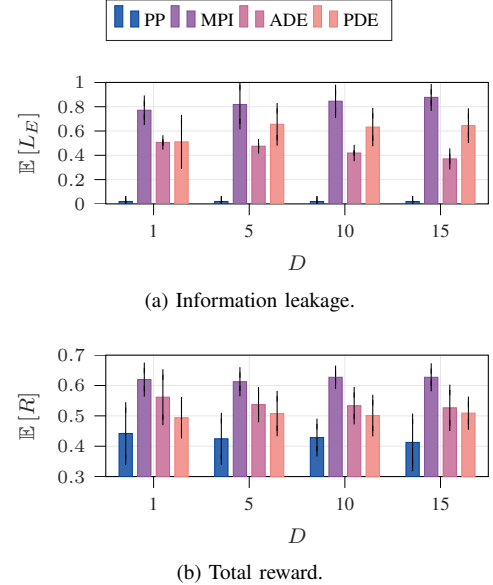 PP MPI ADE PDE
1
0.8
0.6
0.4
0.2
0
𝔼[L_E]
1 5 10 15
D
(a) Information leakage.
0.7
0.6
0.5
0.4
0.3
𝔼[R]
1 5 10 15
D
(b) Total reward.